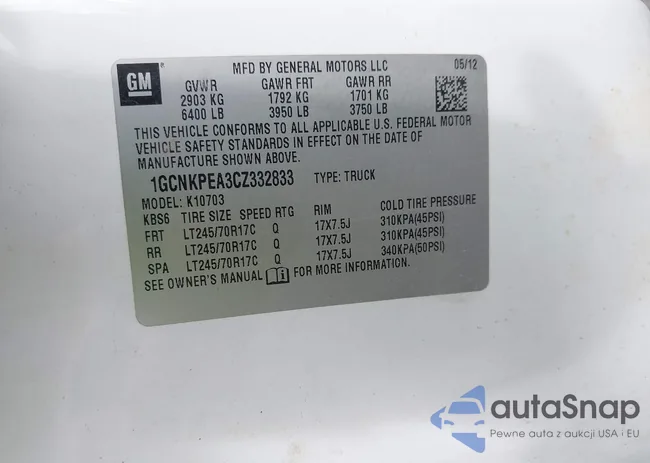 GM
MFD BY GENERAL MOTORS LLC 05/12
GVWR GAWR FRT GAWR RR
2903 KG 1792 KG 1701 KG
6400 LB 3950 LB 3750 LB
THIS VEHICLE CONFORMS TO ALL APPLICABLE U.S. FEDERAL MOTOR
VEHICLE SAFETY STANDARDS IN EFFECT ON THE DATE OF
MANUFACTURE SHOWN ABOVE.
1GCNKPEA3CZ332833 TYPE: TRUCK
MODEL: K10703
KBS6 TIRE SIZE SPEED RTG RIM COLD TIRE PRESSURE
FRT LT245/70R17C Q 17X7.5J 310KPA(45PSI)
RR LT245/70R17C Q 17X7.5J 310KPA(45PSI)
SPA LT245/70R17C Q 17X7.5J 340KPA(50PSI)
SEE OWNER'S MANUAL FOR MORE INFORMATION.
autaSnap
Pewne auta z aukcji USA i EU